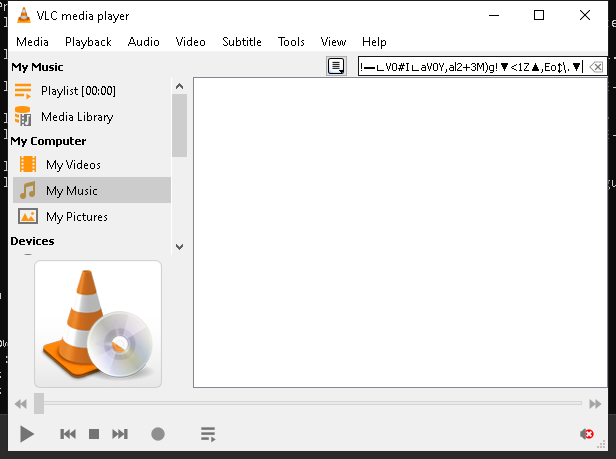 VLC media player
Media Playback Audio Video Subtitle Tools View Help
My Music
!▬∟V0#I∟aV0Y,al2+3M)g!▼<1Z▲,Eo‡\.▼
Playlist [00:00]
Media Library
My Computer
My Videos
My Music
My Pictures
Devices